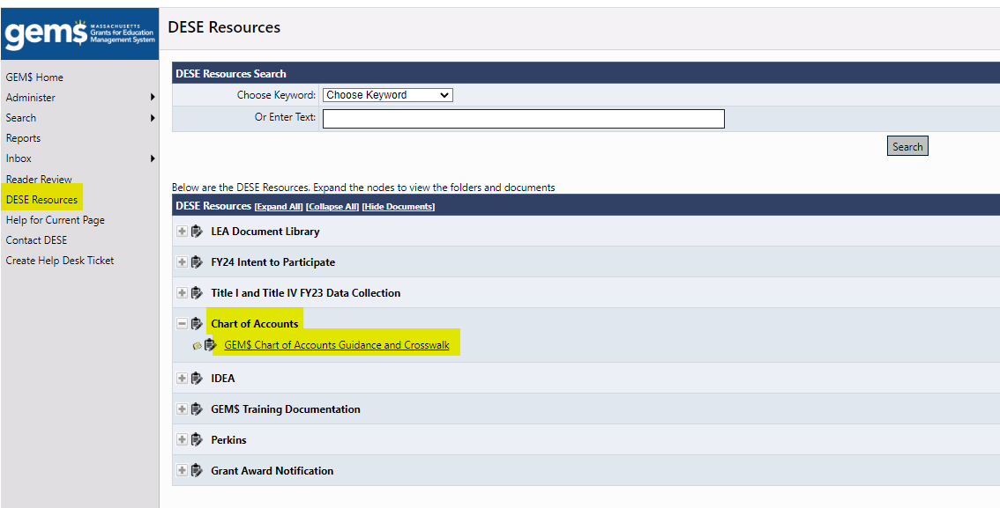 gem$ MASSACHUSETTS
Grants for Education
Management System
DESE Resources
GEM$ Home
Administer
Search
Reports
Inbox
Reader Review
DESE Resources
Help for Current Page
Contact DESE
Create Help Desk Ticket
DESE Resources Search
Choose Keyword: Choose Keyword
Or Enter Text:
Search
Below are the DESE Resources. Expand the nodes to view the folders and documents
DESE Resources [Expand All] [Collapse All] [Hide Documents]
LEA Document Library
FY24 Intent to Participate
Title I and Title IV FY23 Data Collection
Chart of Accounts
GEM$ Chart of Accounts Guidance and Crosswalk
IDEA
GEM$ Training Documentation
Perkins
Grant Award Notification